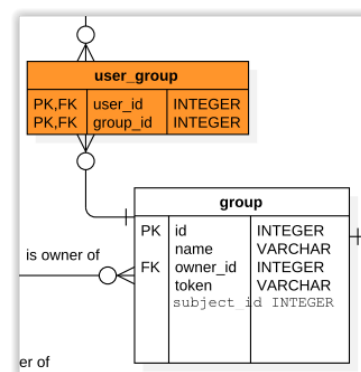 user_group
PK,FK user_id INTEGER
PK,FK group_id INTEGER
group
PK id INTEGER
name VARCHAR
is owner of
FK owner_id INTEGER
token VARCHAR
subject_id INTEGER
er of